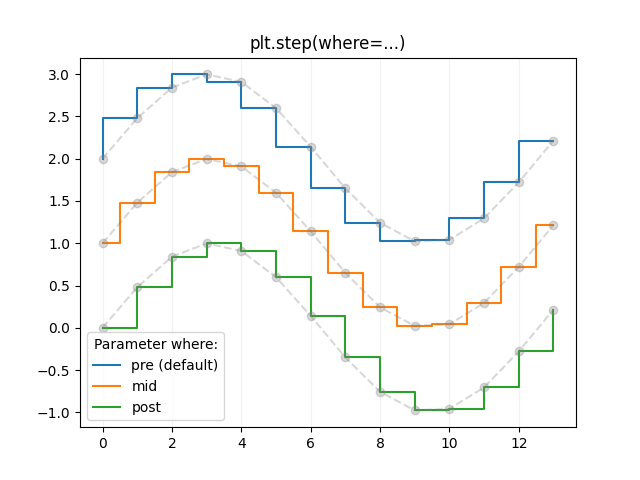 plt.step(where=...)
3.0
2.5
2.0
1.5
1.0
0.5
0.0
−0.5
−1.0
Parameter where:
pre (default)
mid
post
0 2 4 6 8 10 12